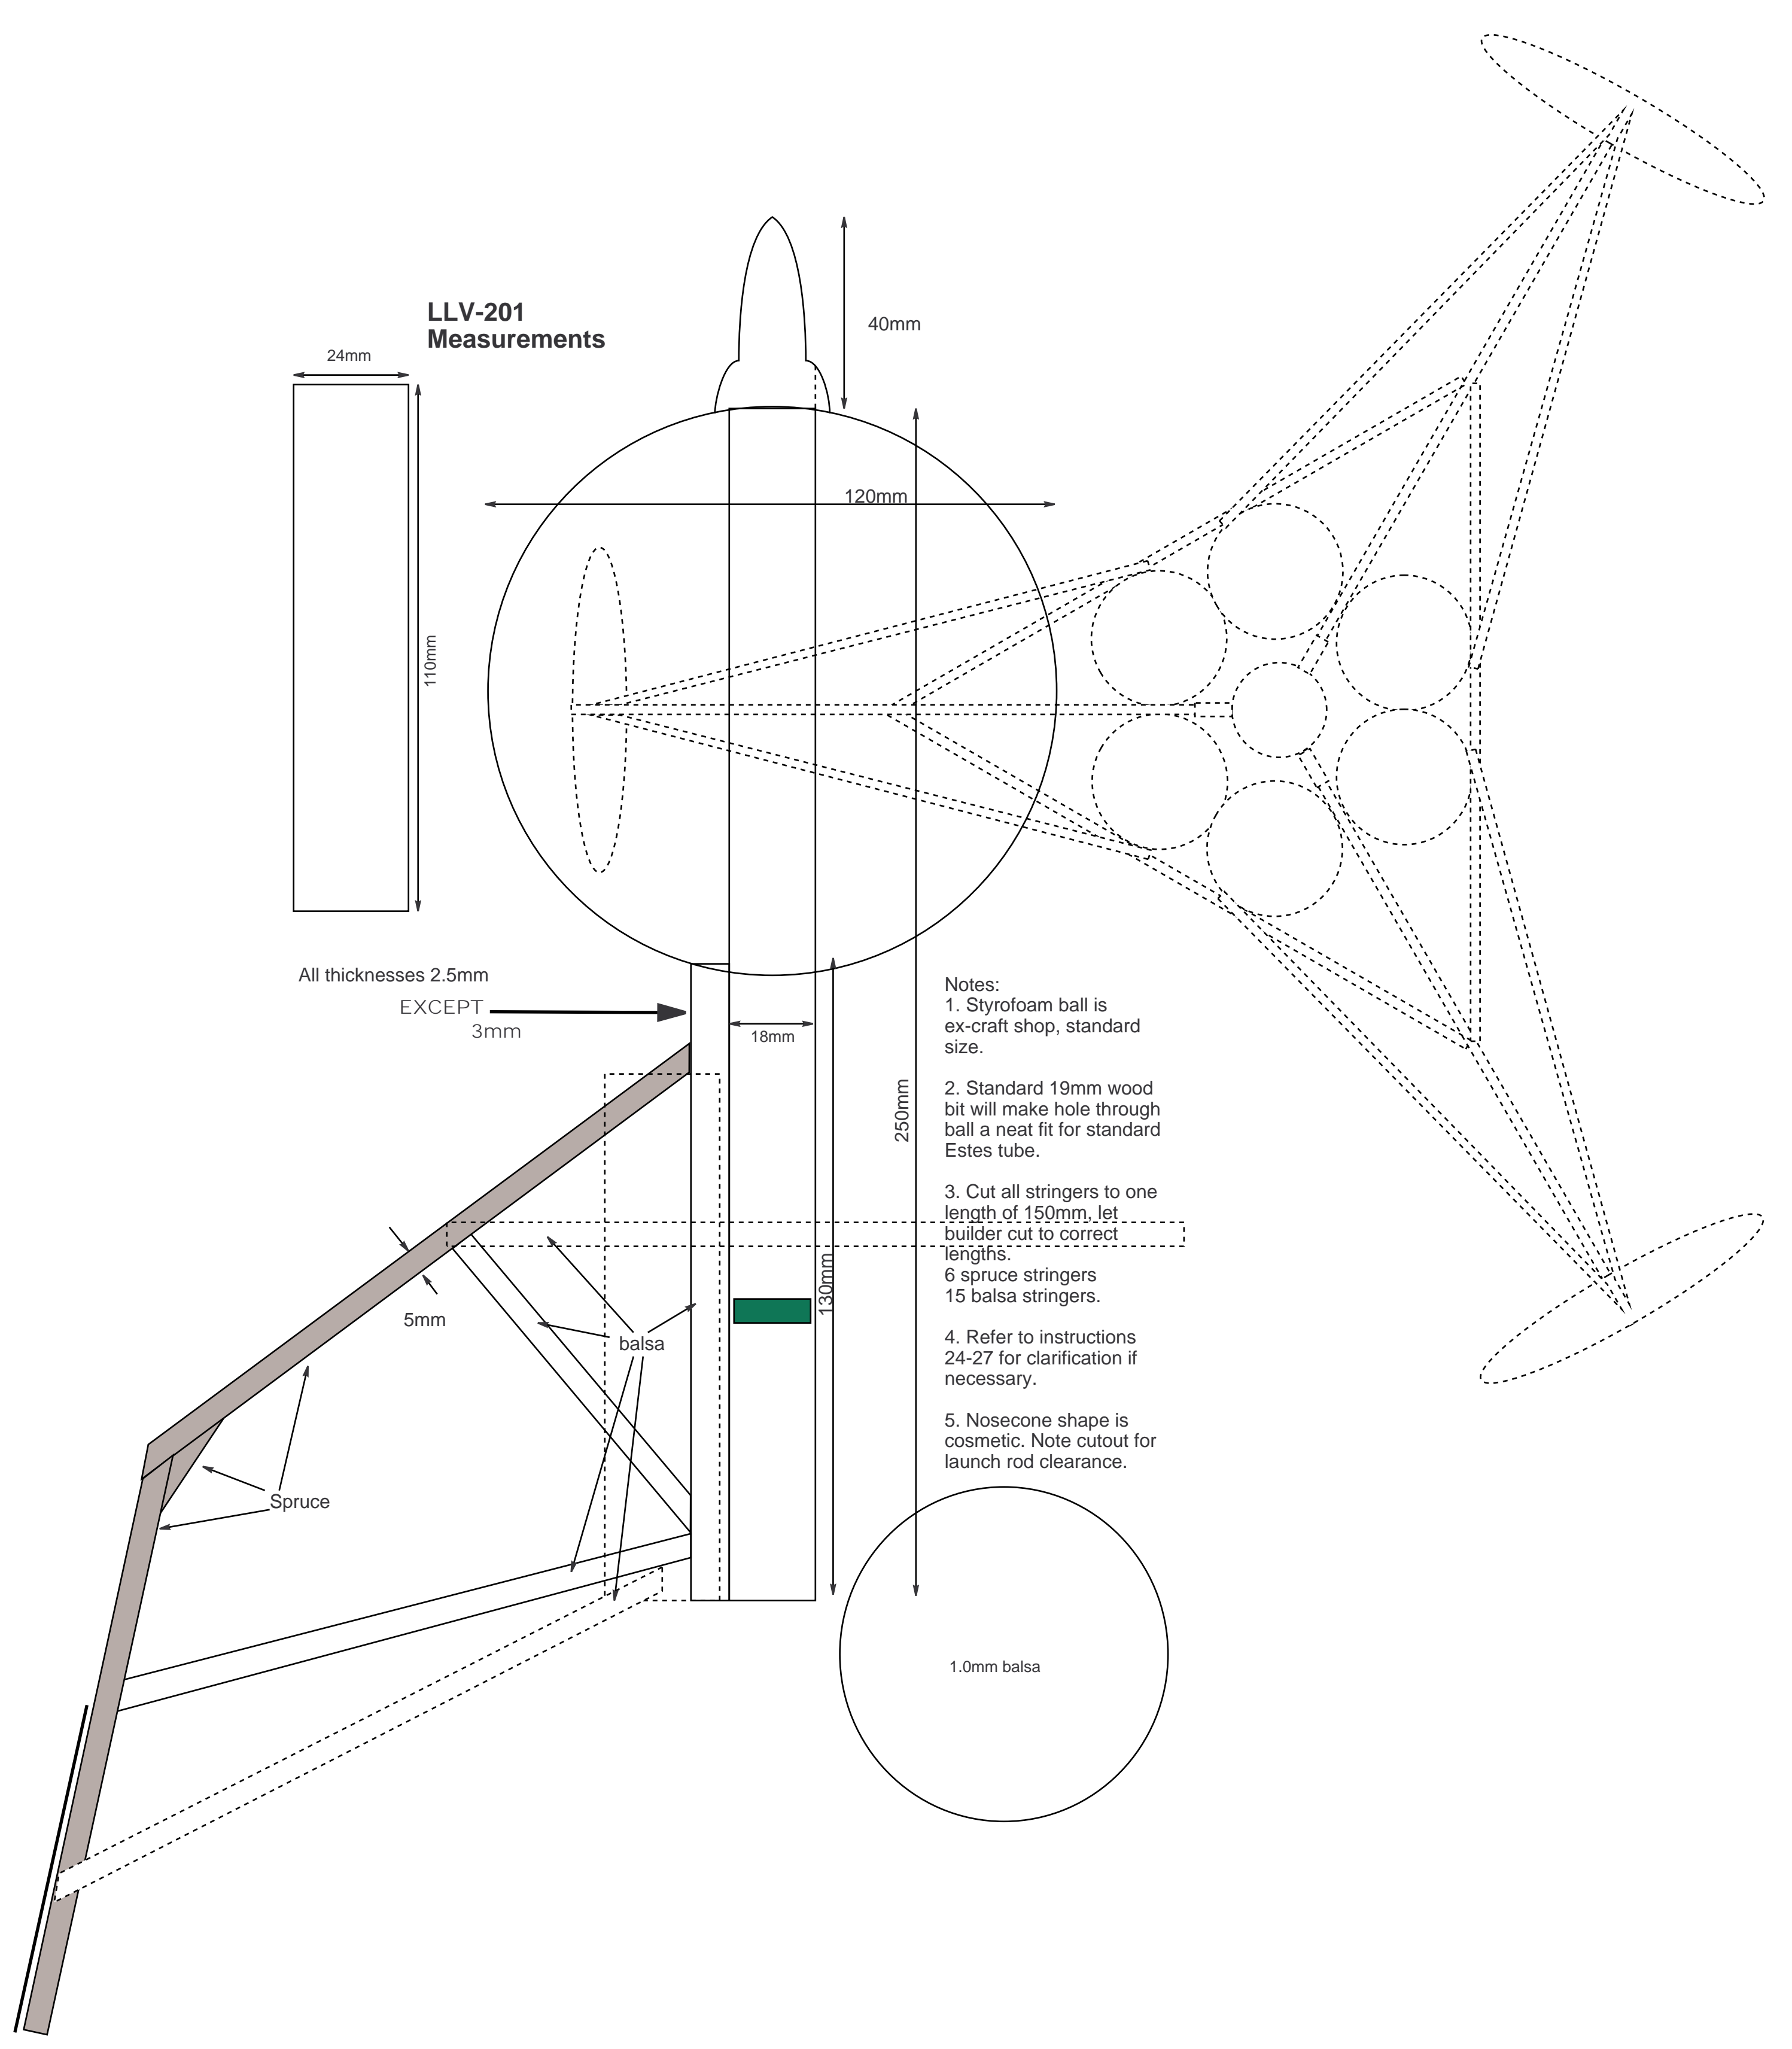 LLV-201
Measurements
40mm
24mm
120mm
110mm
All thicknesses 2.5mm
EXCEPT
3mm
18mm
250mm
130mm
Notes:
1. Styrofoam ball is
ex-craft shop, standard
size.
2. Standard 19mm wood
bit will make hole through
ball a neat fit for standard
Estes tube.
3. Cut all stringers to one
length of 150mm, let
builder cut to correct
lengths.
6 spruce stringers
15 balsa stringers.
4. Refer to instructions
24-27 for clarification if
necessary.
5. Nosecone shape is
cosmetic. Note cutout for
launch rod clearance.
5mm
balsa
Spruce
1.0mm balsa